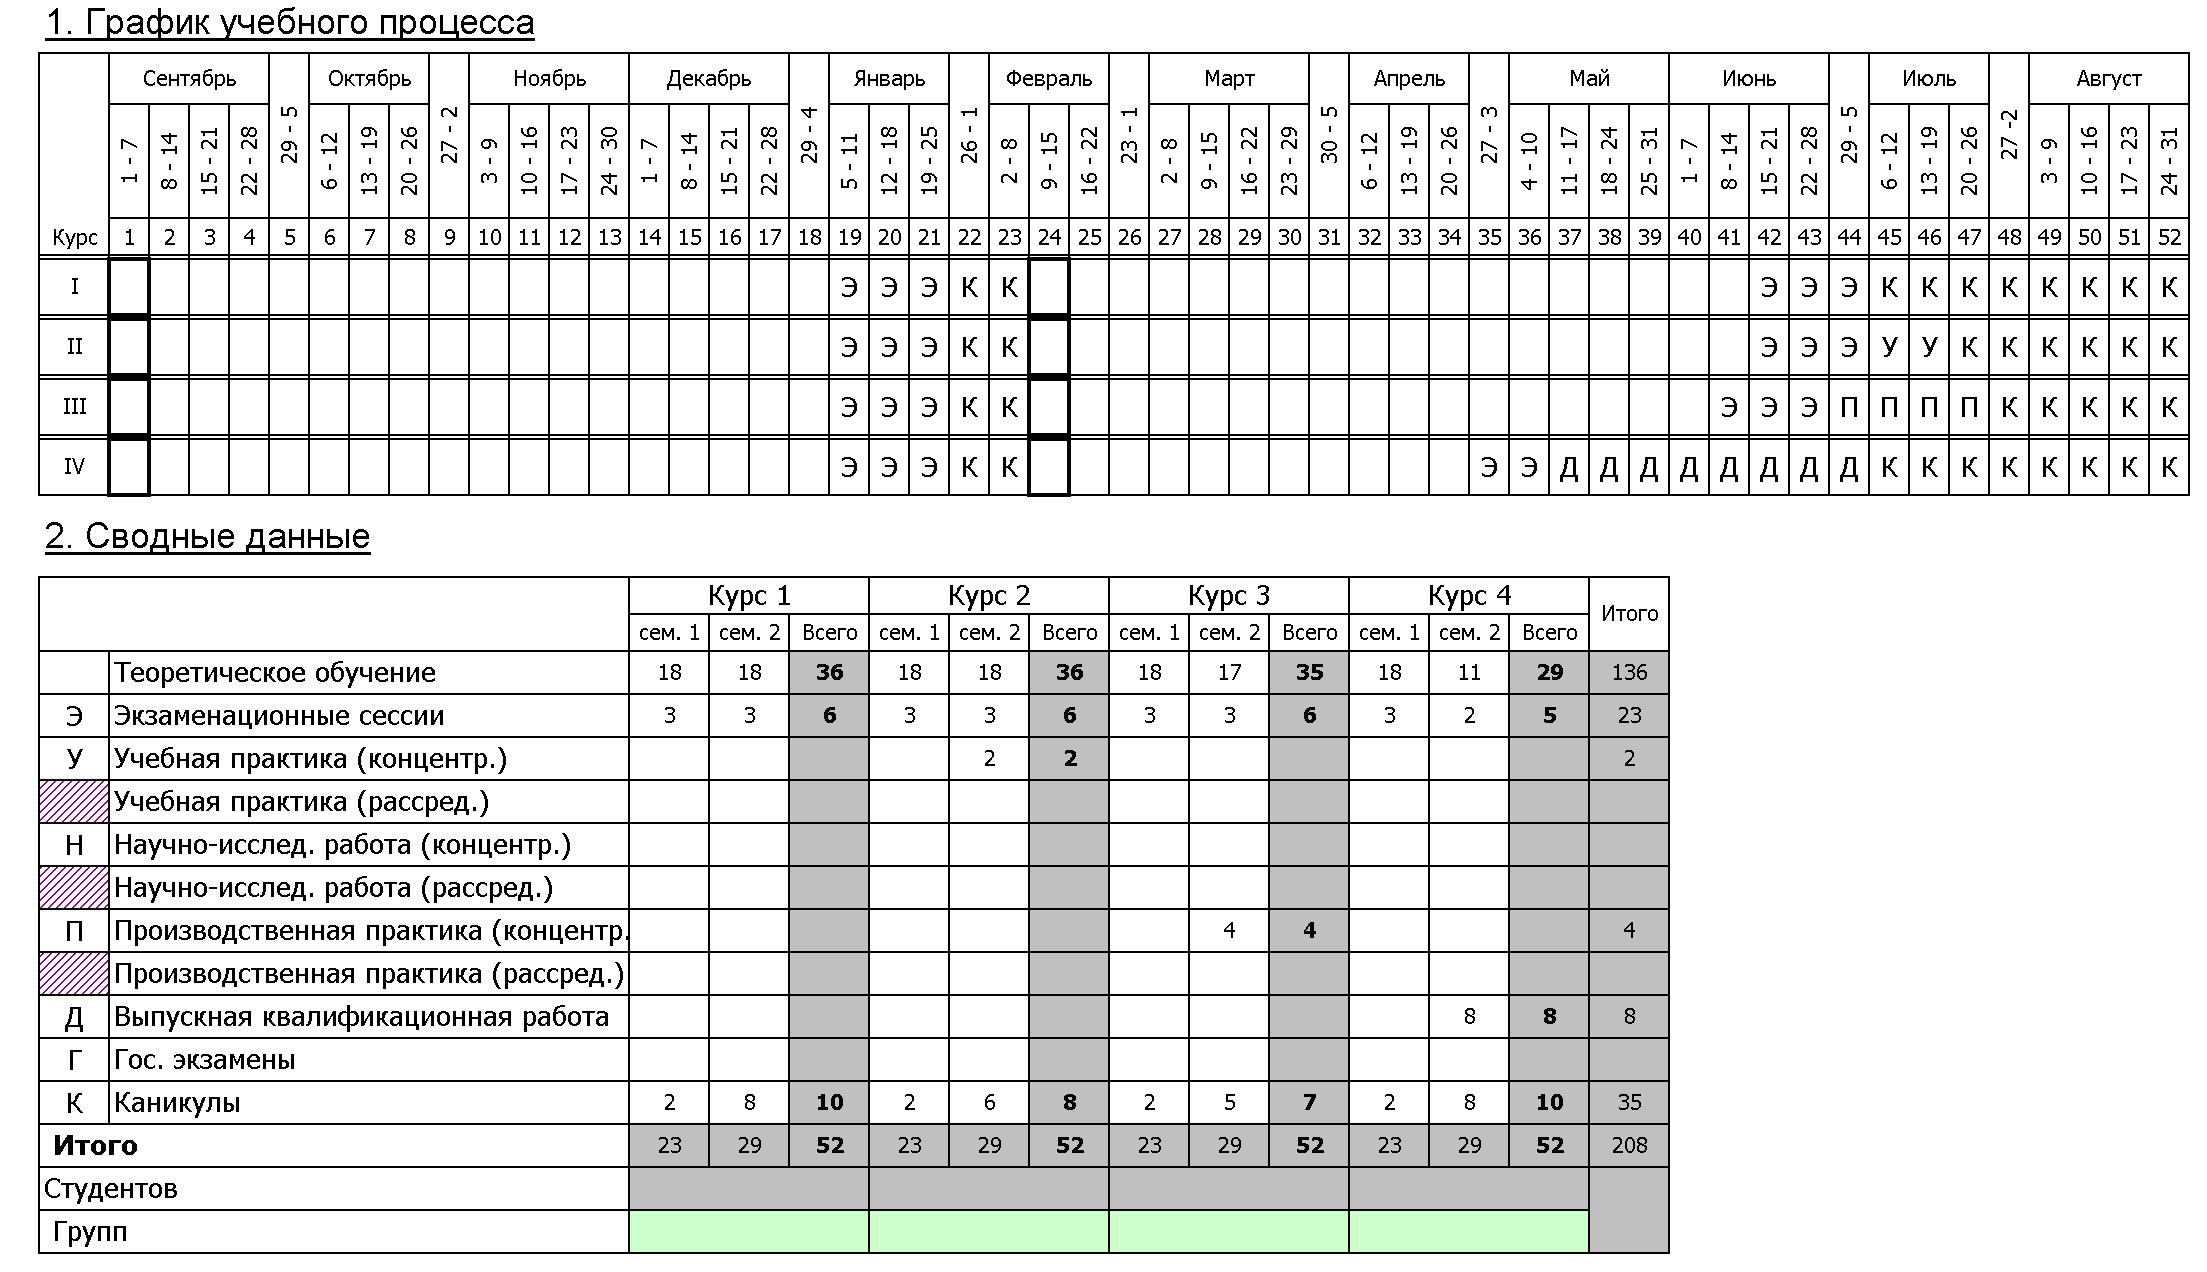 1. График учебного процесса
Курс Сентябрь 29 - 5 Октябрь 27 - 2 Ноябрь Декабрь 29 - 4 Январь 26 - 1 Февраль 23 - 1 Март 30 - 5 Апрель 27 - 3 Май Июнь 29 - 5 Июль 27 -2 Август
1 - 7 8 - 14 15 - 21 22 - 28 6 - 12 13 - 19 20 - 26 3 - 9 10 - 16 17 - 23 24 - 30 1 - 7 8 - 14 15 - 21 22 - 28 5 - 11 12 - 18 19 - 25 2 - 8 9 - 15 16 - 22 2 - 8 9 - 15 16 - 22 23 - 29 6 - 12 13 - 19 20 - 26 4 - 10 11 - 17 18 - 24 25 - 31 1 - 7 8 - 14 15 - 21 22 - 28 6 - 12 13 - 19 20 - 26 3 - 9 10 - 16 17 - 23 24 - 31
1 2 3 4 5 6 7 8 9 10 11 12 13 14 15 16 17 18 19 20 21 22 23 24 25 26 27 28 29 30 31 32 33 34 35 36 37 38 39 40 41 42 43 44 45 46 47 48 49 50 51 52
I Э Э Э К К Э Э Э К К К К К К К К
II Э Э Э К К Э Э Э У У К К К К К К
III Э Э Э К К Э Э Э П П П П К К К К К
IV Э Э Э К К Э Э Д Д Д Д Д Д Д Д К К К К К К К К
2. Сводные данные
Курс 1 Курс 2 Курс 3 Курс 4 Итого
сем. 1 сем. 2 Всего сем. 1 сем. 2 Всего сем. 1 сем. 2 Всего сем. 1 сем. 2 Всего
Теоретическое обучение 18 18 36 18 18 36 18 17 35 18 11 29 136
Э Экзаменационные сессии 3 3 6 3 3 6 3 3 6 3 2 5 23
У Учебная практика (концентр.) 2 2 2
Учебная практика (рассред.)
Н Научно-исслед. работа (концентр.)
Научно-исслед. работа (рассред.)
П Производственная практика (концентр. 4 4 4
Производственная практика (рассред.)
Д Выпускная квалификационная работа 8 8 8
Г Гос. экзамены
К Каникулы 2 8 10 2 6 8 2 5 7 2 8 10 35
Итого 23 29 52 23 29 52 23 29 52 23 29 52 208
Студентов
Групп